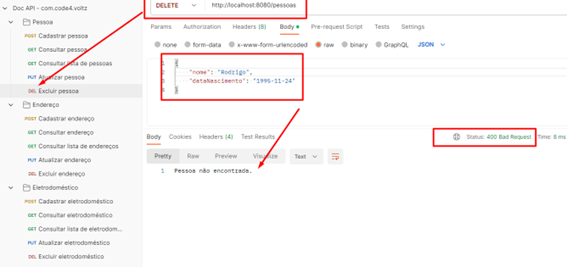 Doc API - com.code4.voltz
Pessoa
POST Cadastrar pessoa
GET Consultar pessoa
GET Consultar lista de pessoas
PUT Atualizar pessoa
DEL Excluir pessoa
Endereço
POST Cadastrar endereço
GET Consultar endereço
GET Consultar lista de endereços
PUT Atualizar endereço
DEL Excluir endereço
Eletrodoméstico
POST Cadastrar eletrodoméstico
GET Consultar eletrodoméstico
GET Consultar lista de eletrodom...
PUT Atualizar eletrodoméstico
DEL Excluir eletrodoméstico
DELETE http://localhost:8080/pessoas
Params Authorization Headers (8) Body Pre-request Script Tests Settings
none form-data x-www-form-urlencoded raw binary GraphQL JSON
1 {
2 "nome": "Rodrigo",
3 "dataNascimento": "1995-11-24"
Body Cookies Headers (4) Test Results Status: 400 Bad Request Time: 8 ms
Pretty Raw Preview Visualize Text
1 Pessoa não encontrada.